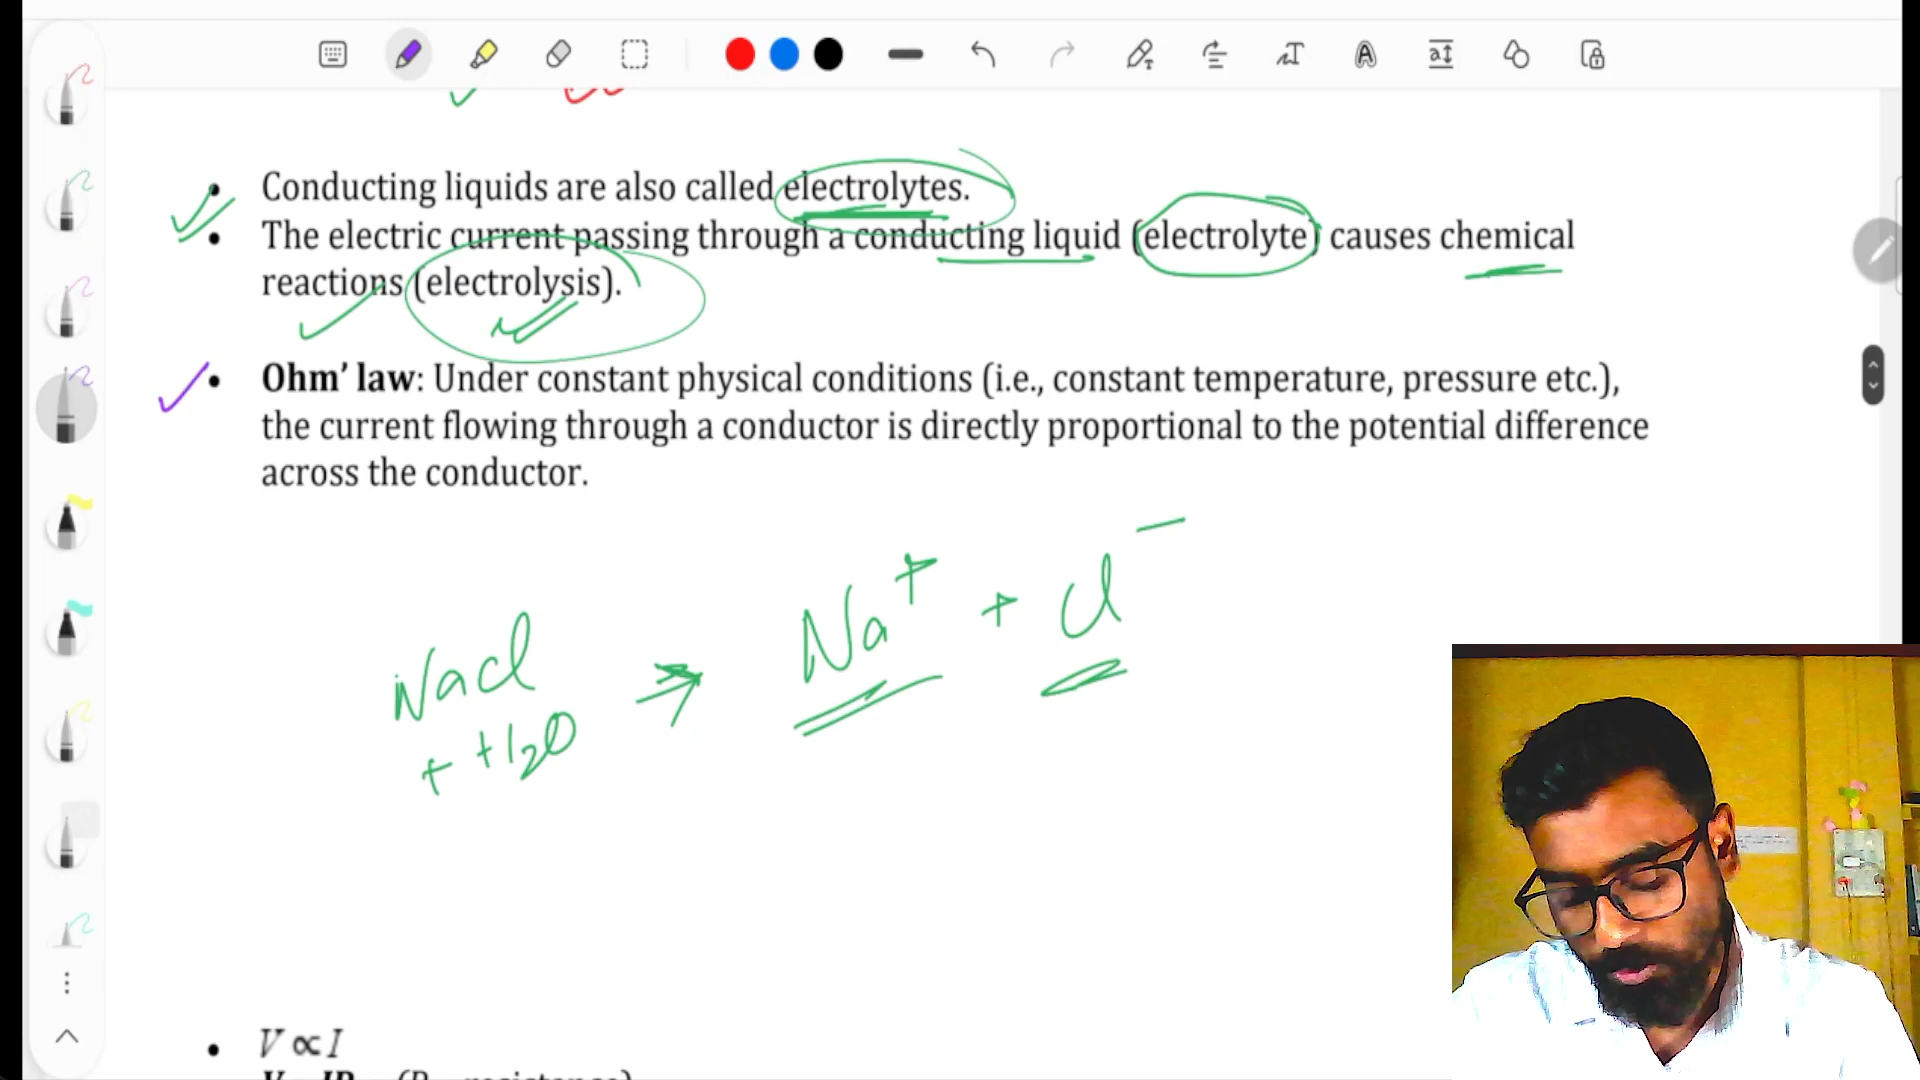 • Conducting liquids are also called electrolytes.
• The electric current passing through a conducting liquid (electrolyte) causes chemical
reactions (electrolysis).
• Ohm' law: Under constant physical conditions (i.e., constant temperature, pressure etc.),
the current flowing through a conductor is directly proportional to the potential difference
across the conductor.
NaCl → Na⁺ + Cl⁻
+ H₂O
• V ∝ I
V = IR (R - resistance)